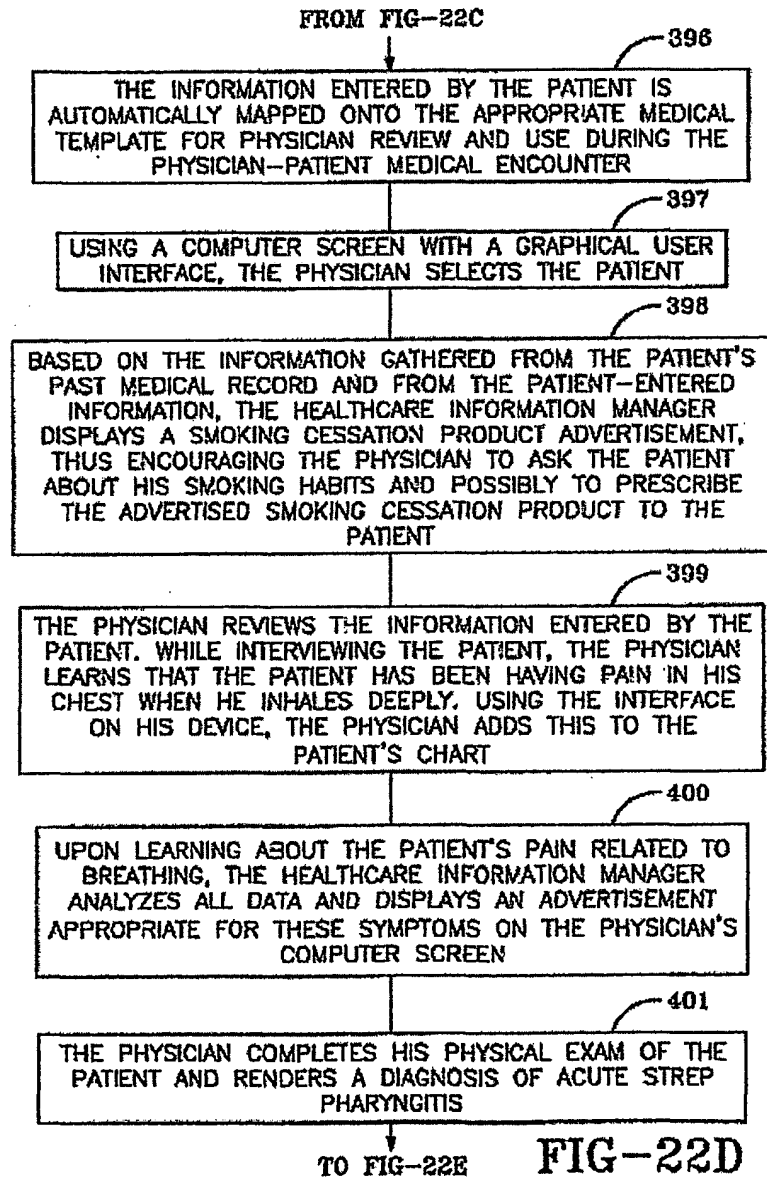 FROM FIG-22C
396
THE INFORMATION ENTERED BY THE PATIENT IS
AUTOMATICALLY MAPPED ONTO THE APPROPRIATE MEDICAL
TEMPLATE FOR PHYSICIAN REVIEW AND USE DURING THE
PHYSICIAN-PATIENT MEDICAL ENCOUNTER
397
USING A COMPUTER SCREEN WITH A GRAPHICAL USER
INTERFACE, THE PHYSICIAN SELECTS THE PATIENT
398
BASED ON THE INFORMATION GATHERED FROM THE PATIENT'S
PAST MEDICAL RECORD AND FROM THE PATIENT-ENTERED
INFORMATION, THE HEALTHCARE INFORMATION MANAGER
DISPLAYS A SMOKING CESSATION PRODUCT ADVERTISEMENT,
THUS ENCOURAGING THE PHYSICIAN TO ASK THE PATIENT
ABOUT HIS SMOKING HABITS AND POSSIBLY TO PRESCRIBE
THE ADVERTISED SMOKING CESSATION PRODUCT TO THE
PATIENT
399
THE PHYSICIAN REVIEWS THE INFORMATION ENTERED BY THE
PATIENT. WHILE INTERVIEWING THE PATIENT, THE PHYSICIAN
LEARNS THAT THE PATIENT HAS BEEN HAVING PAIN IN HIS
CHEST WHEN HE INHALES DEEPLY. USING THE INTERFACE
ON HIS DEVICE, THE PHYSICIAN ADDS THIS TO THE
PATIENT'S CHART
400
UPON LEARNING ABOUT THE PATIENT'S PAIN RELATED TO
BREATHING, THE HEALTHCARE INFORMATION MANAGER
ANALYZES ALL DATA AND DISPLAYS AN ADVERTISEMENT
APPROPRIATE FOR THESE SYMPTOMS ON THE PHYSICIAN'S
COMPUTER SCREEN
401
THE PHYSICIAN COMPLETES HIS PHYSICAL EXAM OF THE
PATIENT AND RENDERS A DIAGNOSIS OF ACUTE STREP
PHARYNGITIS
TO FIG-22E
FIG-22D